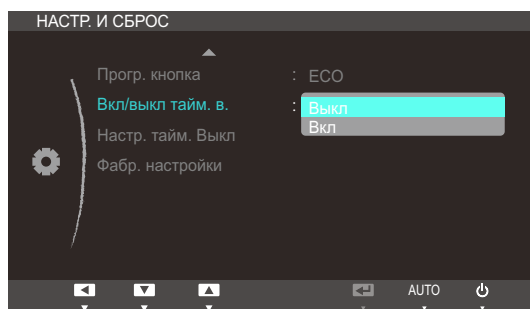 НАСТР. И СБРОС
Прогр. кнопка : ECO
Вкл/выкл тайм. в. : Выкл
Вкл
Настр. тайм. Выкл
Фабр. настройки
AUTO